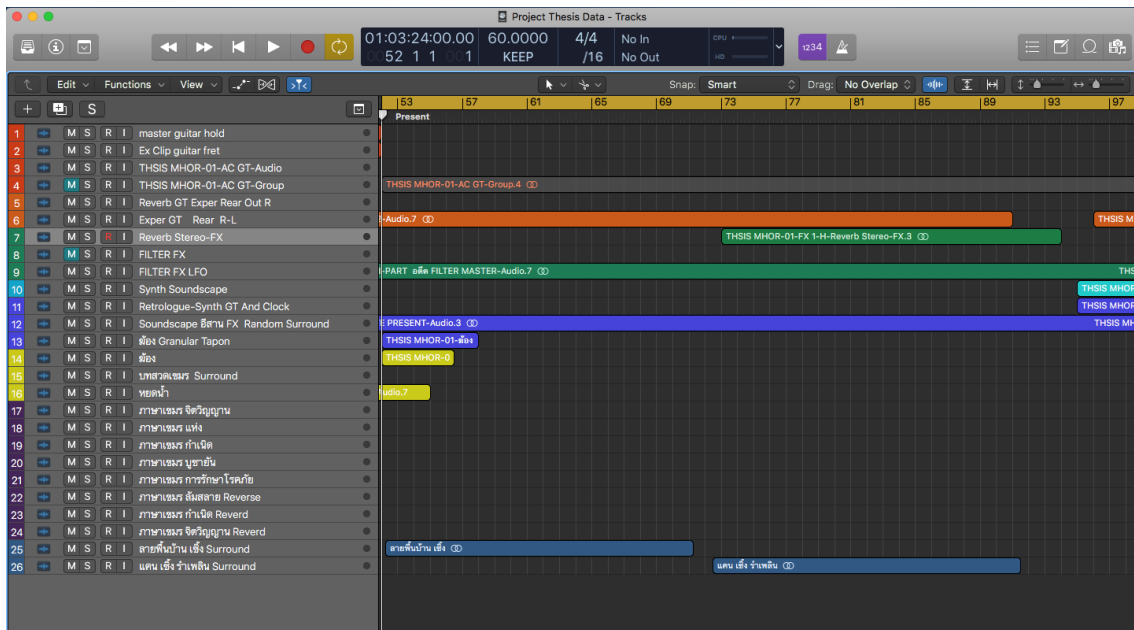 Project Thesis Data - Tracks
01:03:24:00.00 60.0000 4/4 No In CPU
52 1 1 001 KEEP /16 No Out HD
1234
Edit Functions View Snap: Smart Drag: No Overlap
S 53 57 61 65 69 73 77 81 85 89 93 97
Present
1 M S R I master guitar hold
2 M S R I Ex Clip guitar fret
3 M S R I THSIS MHOR-01-AC GT-Audio
4 M S R I THSIS MHOR-01-AC GT-Group THSIS MHOR-01-AC GT-Group.4
5 M S R I Reverb GT Exper Rear Out R
6 M S R I Exper GT Rear R-L -Audio.7 THSIS M
7 M S R I Reverb Stereo-FX THSIS MHOR-01-FX 1-H-Reverb Stereo-FX.3
8 M S R I FILTER FX
9 M S R I FILTER FX LFO -PART อดีต FILTER MASTER-Audio.7 THS
10 M S R I Synth Soundscape THSIS MHOR
11 M S R I Retrologue-Synth GT And Clock THSIS MHOR
12 M S R I Soundscape อีสาน FX Random Surround E PRESENT-Audio.3 THSIS MH
13 M S R I ฆ้อง Granular Tapon THSIS MHOR-01-ฆ้อง
14 M S R I ฆ้อง THSIS MHOR-0
15 M S R I บทสวดเขมร Surround
16 M S R I หยดน้ำ udio.7
17 M S R I ภาษาเขมร จิตวิญญาน
18 M S R I ภาษาเขมร แห่ง
19 M S R I ภาษาเขมร กำเนิด
20 M S R I ภาษาเขมร บูชายัน
21 M S R I ภาษาเขมร การรักษาโรคภัย
22 M S R I ภาษาเขมร ล้มสลาย Reverse
23 M S R I ภาษาเขมร กำเนิด Reverd
24 M S R I ภาษาเขมร จิตวิญญาน Reverd
25 M S R I ลายพื้นบ้าน เซิ้ง Surround ลายพื้นบ้าน เซิ้ง
26 M S R I แคน เซิ้ง รำเพลิน Surround แคน เซิ้ง รำเพลิน